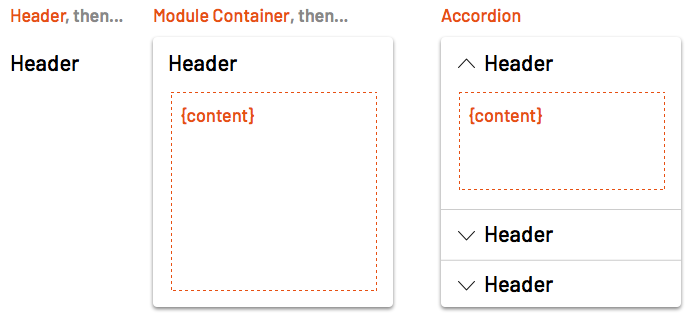 Header, then...
Header
Module Container, then...
Header
{content}
Accordion
Header
{content}
Header
Header